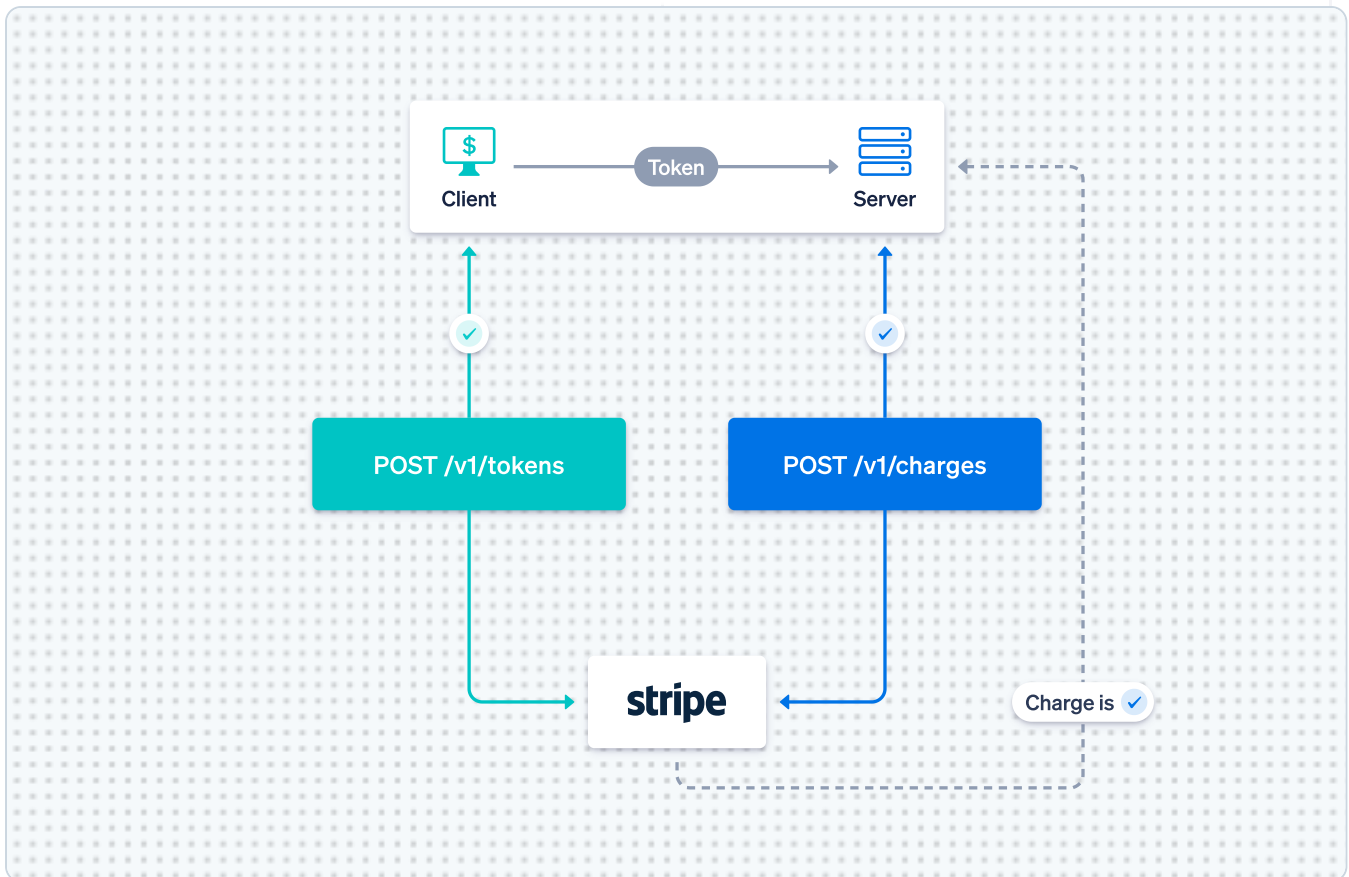 $
Token
Client
Server
POST /v1/tokens
POST /v1/charges
stripe
Charge is